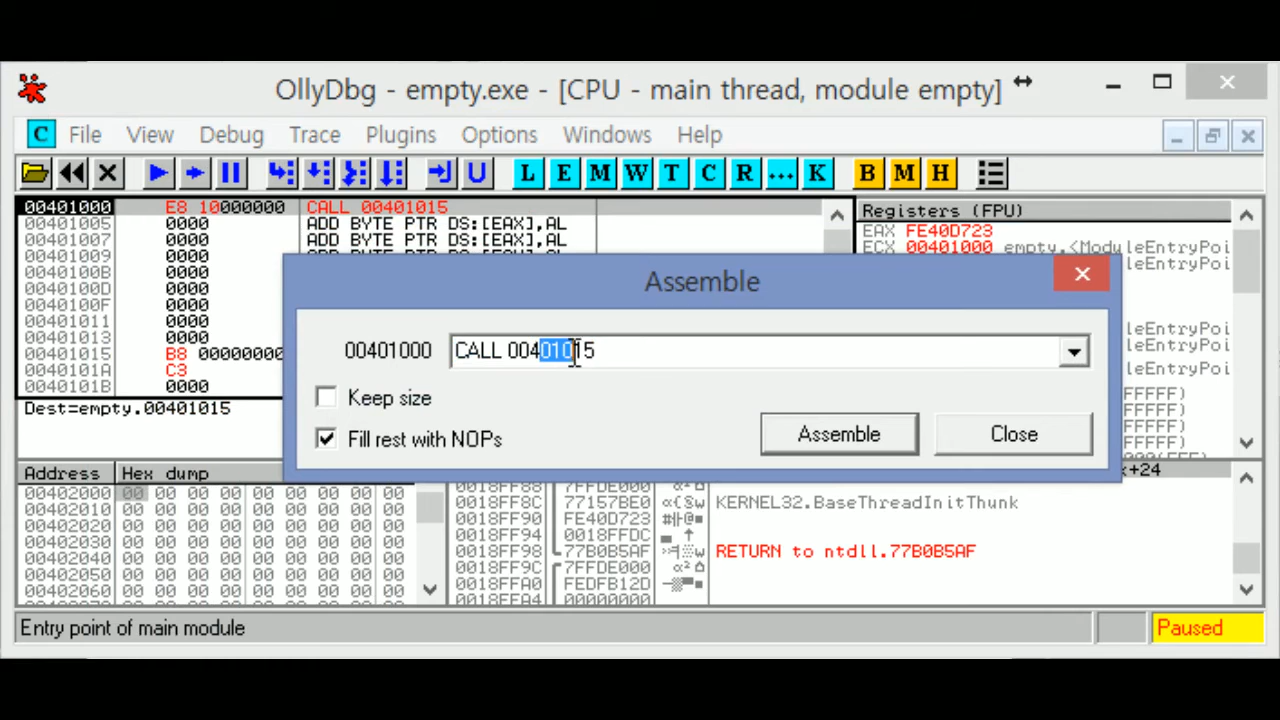 OllyDbg - empty.exe - [CPU - main thread, module empty]
C File View Debug Trace Plugins Options Windows Help
U L E M W T C R ... K B M H
00401000 E8 10000000 CALL 00401015
00401005 0000 ADD BYTE PTR DS:[EAX],AL
00401007 0000 ADD BYTE PTR DS:[EAX],AL
00401009 0000
0040100B 0000
0040100D 0000
0040100F 0000
00401011 0000
00401013 0000
00401015 B8 00000000
0040101A C3
0040101B 0000
Dest=empty.00401015
Registers (FPU)
EAX FE40D723
ECX 00401000 empty.<ModuleEntryPoi
leEntryPoi
leEntryPoi
leEntryPoi
leEntryPoi
FFFFF)
FFFFF)
FFFFF)
FFFFF)
Assemble
00401000 CALL 00401015
Keep size
Fill rest with NOPs
Assemble Close
Address Hex dump
00402000 00 00 00 00 00 00 00 00
00402010 00 00 00 00 00 00 00 00
00402020 00 00 00 00 00 00 00 00
00402030 00 00 00 00 00 00 00 00
00402040 00 00 00 00 00 00 00 00
00402050 00 00 00 00 00 00 00 00
00402060 00 00 00 00 00 00 00 00
x+24
0018FF88 7FFDE000
0018FF8C 77157BE0 KERNEL32.BaseThreadInitThunk
0018FF90 FE40D723
0018FF94 0018FFDC
0018FF98 77B0B5AF RETURN to ntdll.77B0B5AF
0018FF9C 7FFDE000
0018FFA0 FEDFB12D
0018FFA4 00000000
Entry point of main module
Paused